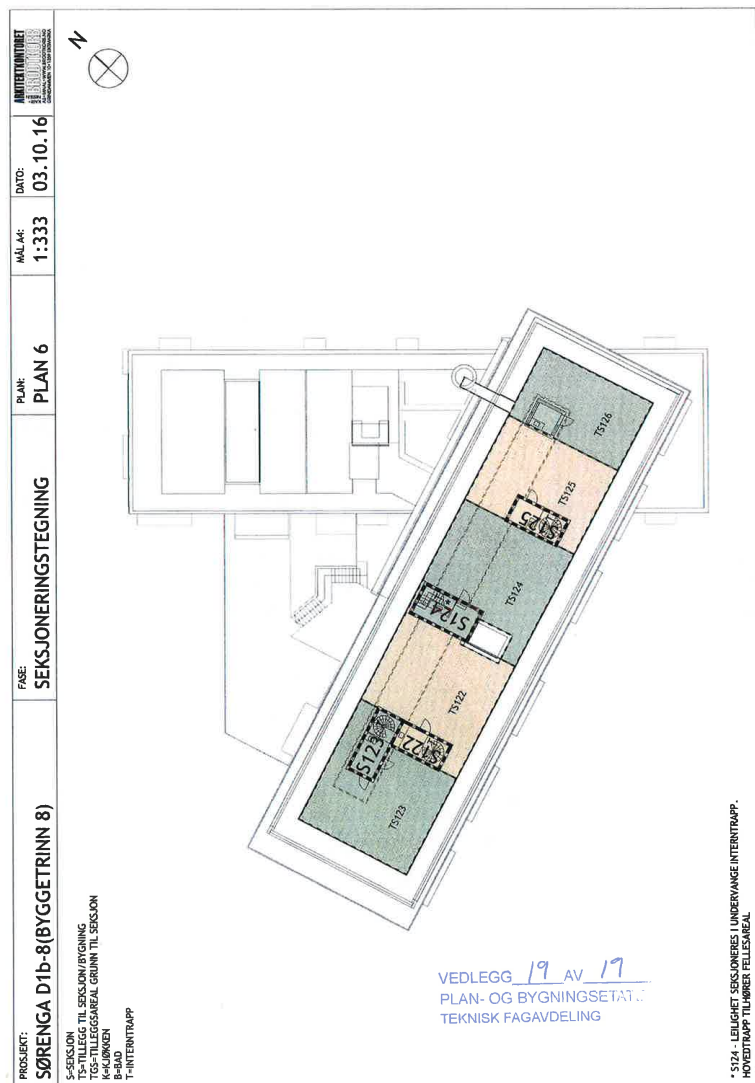 PROSJEKT:
SØRENGA D1b-8(BYGGETRINN 8)
FASE:
SEKSJONERINGSTEGNING
PLAN:
PLAN 6
MÅL A4:
1:333
DATO:
03.10.16
ARKITEKTKONTORET
N
S=SEKSJON
TS=TILLEGG TIL SEKSJON/BYGNING
TGS=TILLEGGSAREAL GRUNN TIL SEKSJON
K=KJØKKEN
B=BAD
T=INTERNTRAPP
TS123
S123
S122
TS122
S124
TS124
S125
TS125
TS126
VEDLEGG 19 AV 19
PLAN- OG BYGNINGSETAT
TEKNISK FAGAVDELING
* S124 - LEILIGHET SEKSJONERES I UNDERVANGE INTERNTRAPP.
HOVEDTRAPP TILHØRER FELLESAREAL